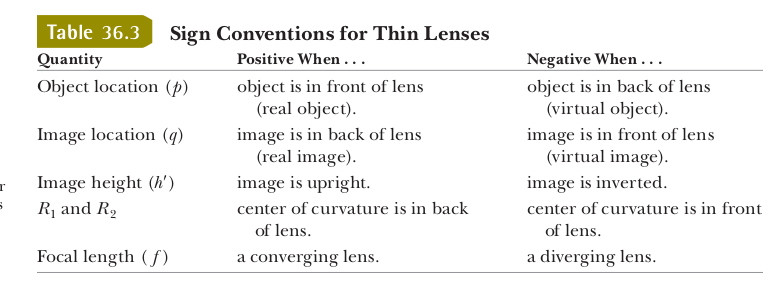 Table 36.3 Sign Conventions for Thin Lenses
Quantity Positive When . . . Negative When . . .
Object location (p) object is in front of lens object is in back of lens
(real object). (virtual object).
Image location (q) image is in back of lens image is in front of lens
(real image). (virtual image).
r Image height (h′) image is upright. image is inverted.
s R₁ and R₂ center of curvature is in back center of curvature is in front
of lens. of lens.
Focal length (f) a converging lens. a diverging lens.